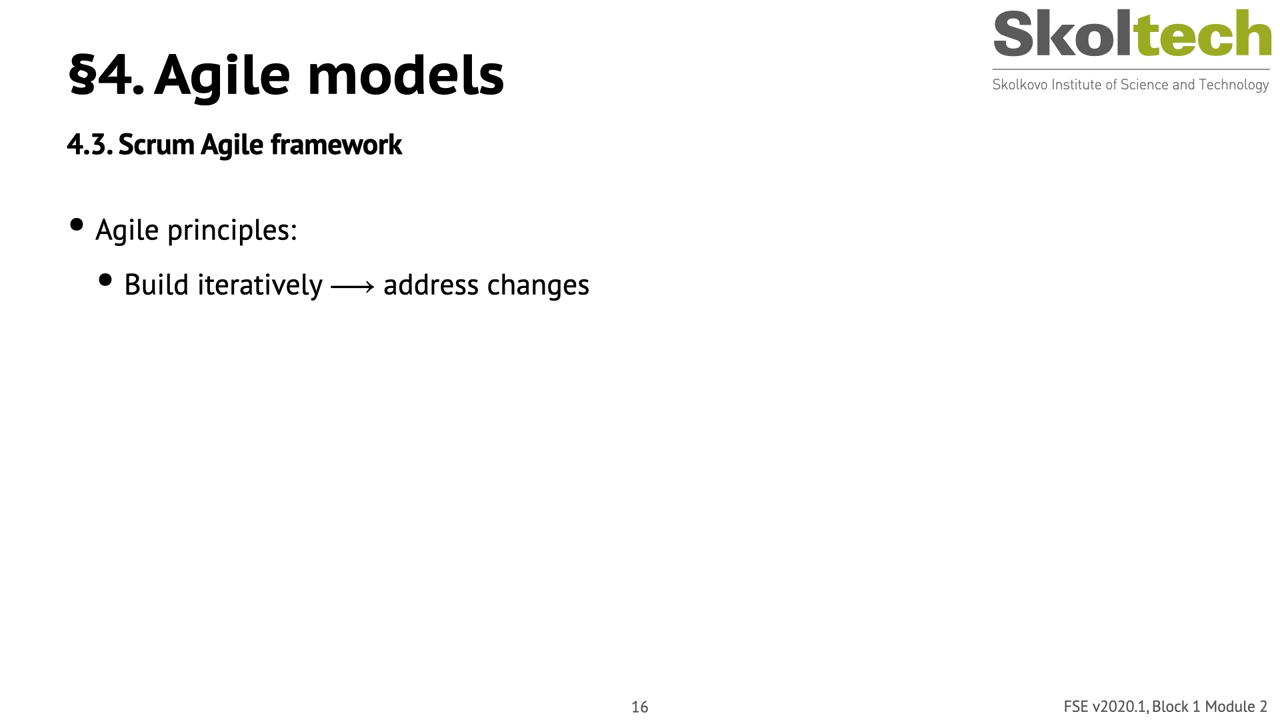 Skoltech
Skolkovo Institute of Science and Technology
§4. Agile models
4.3. Scrum Agile framework
• Agile principles:
• Build iteratively ⟶ address changes
16
FSE v2020.1, Block 1 Module 2